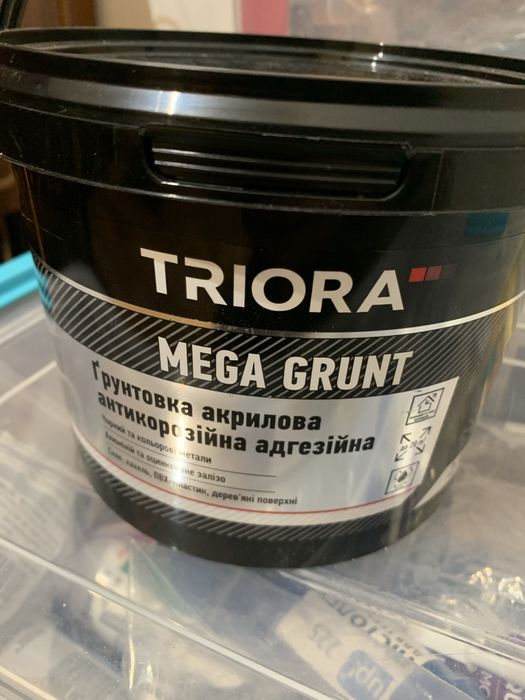 TRIORA
MEGA GRUNT
Ґрунтовка акрилова
антикорозійна адгезійна
Чорний та кольорові метали
Алюміній та оцинковане залізо
Скло, кахель, ПВХ-пластик, дерев'яні поверхні